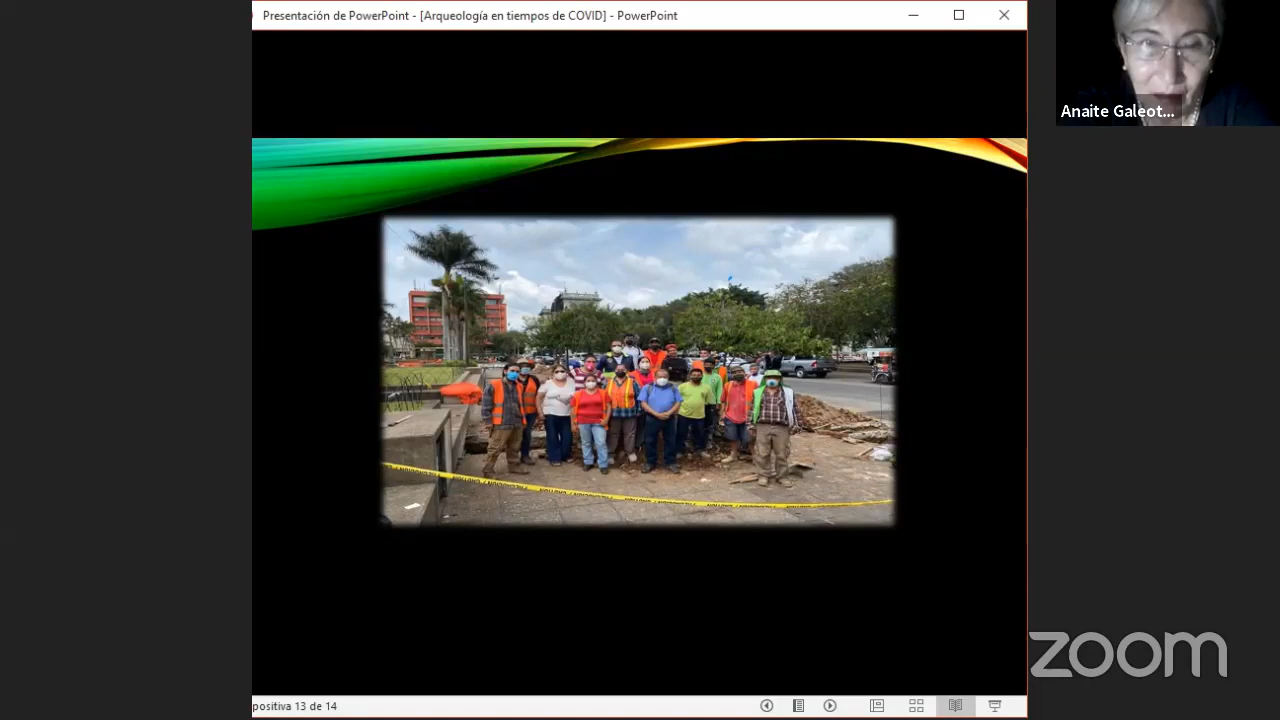 Presentación de PowerPoint - [Arqueología en tiempos de COVID] - PowerPoint
Anaite Galeot...
zoom
positiva 13 de 14